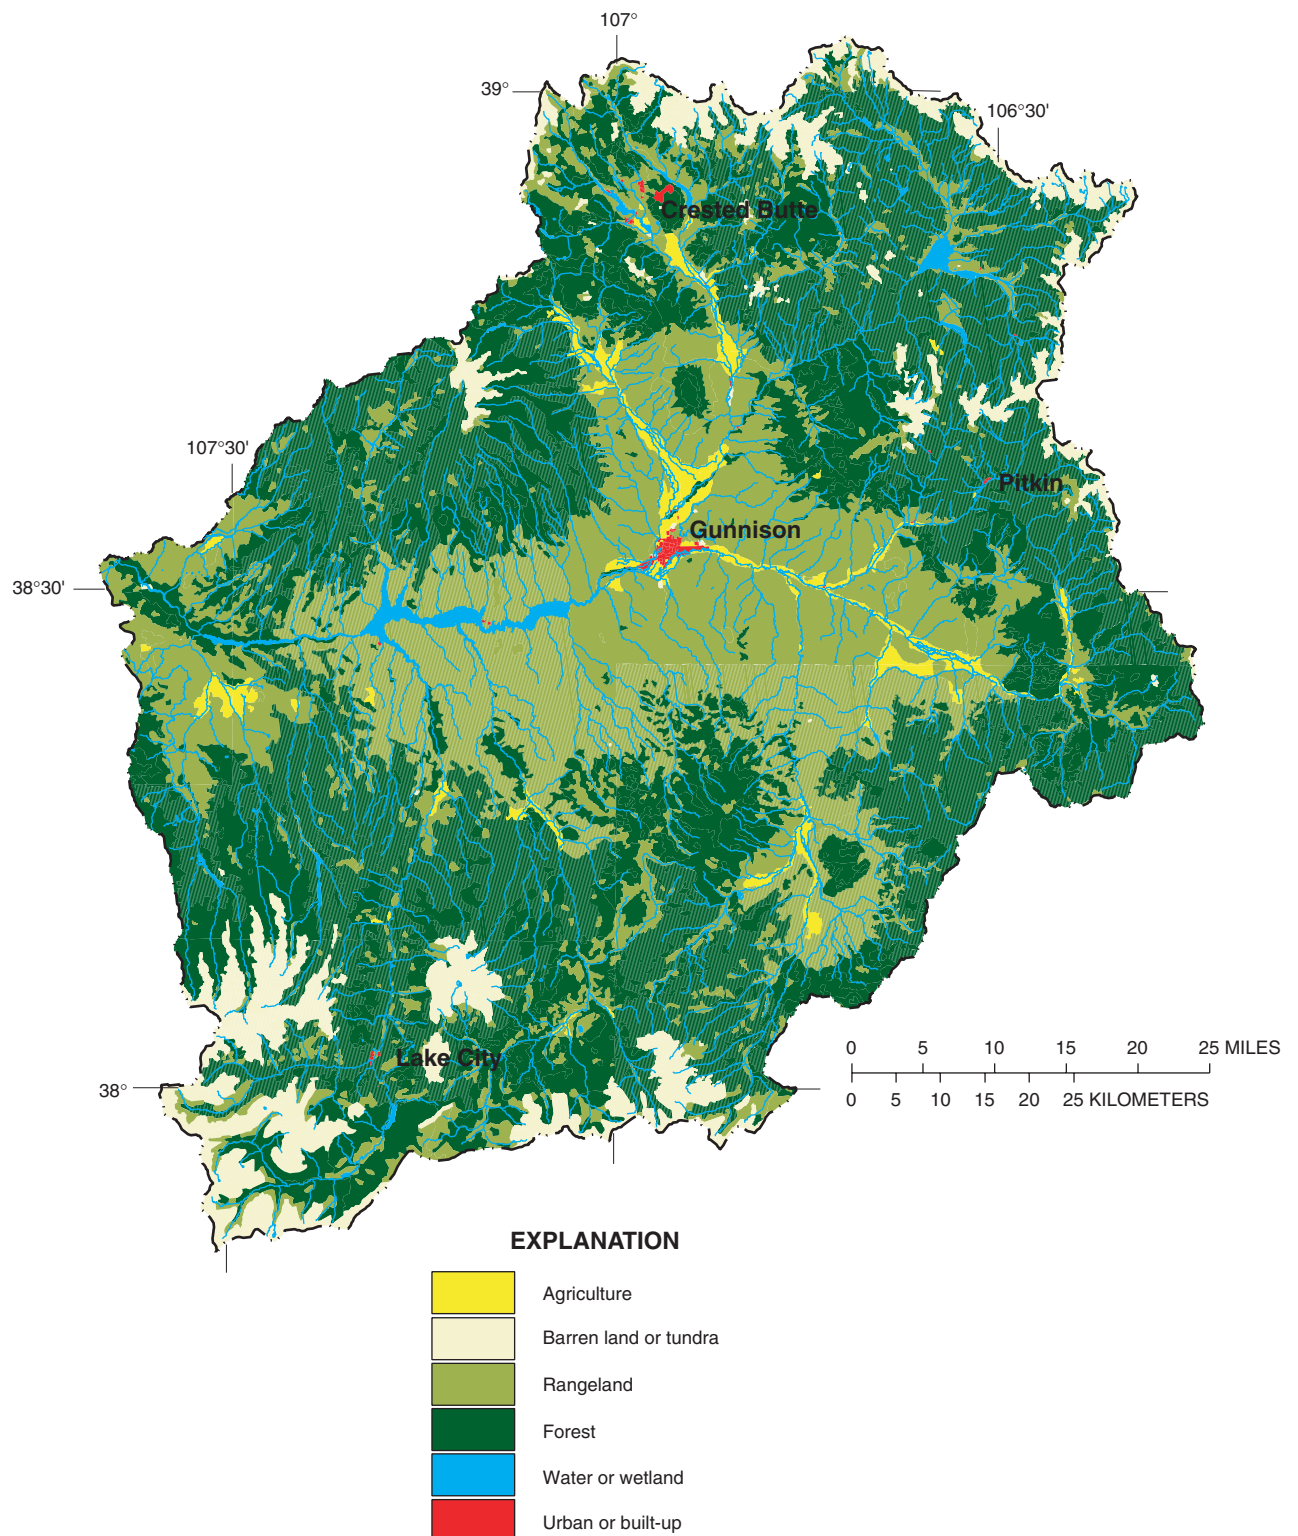 107°
39°
106°30'
Crested Butte
107°30'
Pitkin
Gunnison
38°30'
Lake City
38°
0 5 10 15 20 25 MILES
0 5 10 15 20 25 KILOMETERS
EXPLANATION
Agriculture
Barren land or tundra
Rangeland
Forest
Water or wetland
Urban or built-up